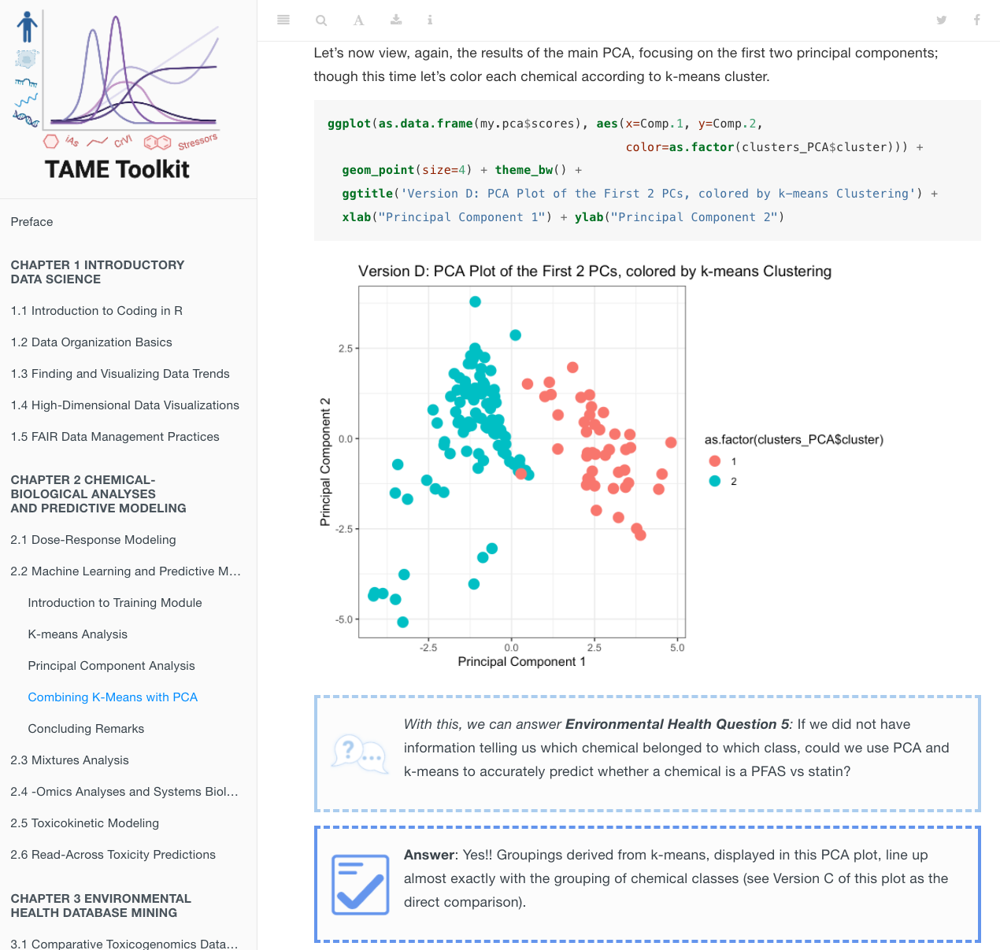 iAs
CrVI
Stressors
TAME Toolkit
Preface
CHAPTER 1 INTRODUCTORY
DATA SCIENCE
1.1 Introduction to Coding in R
1.2 Data Organization Basics
1.3 Finding and Visualizing Data Trends
1.4 High-Dimensional Data Visualizations
1.5 FAIR Data Management Practices
CHAPTER 2 CHEMICAL-
BIOLOGICAL ANALYSES
AND PREDICTIVE MODELING
2.1 Dose-Response Modeling
2.2 Machine Learning and Predictive M…
Introduction to Training Module
K-means Analysis
Principal Component Analysis
Combining K-Means with PCA
Concluding Remarks
2.3 Mixtures Analysis
2.4 -Omics Analyses and Systems Biol…
2.5 Toxicokinetic Modeling
2.6 Read-Across Toxicity Predictions
CHAPTER 3 ENVIRONMENTAL
HEALTH DATABASE MINING
3.1 Comparative Toxicogenomics Data…
A
i
Let’s now view, again, the results of the main PCA, focusing on the first two principal components;
though this time let’s color each chemical according to k-means cluster.
ggplot(as.data.frame(my.pca$scores), aes(x=Comp.1, y=Comp.2,
color=as.factor(clusters_PCA$cluster))) +
geom_point(size=4) + theme_bw() +
ggtitle('Version D: PCA Plot of the First 2 PCs, colored by k-means Clustering') +
xlab("Principal Component 1") + ylab("Principal Component 2")
Version D: PCA Plot of the First 2 PCs, colored by k-means Clustering
Principal Component 2
2.5
0.0
-2.5
-5.0
-2.5
0.0
2.5
5.0
Principal Component 1
as.factor(clusters_PCA$cluster)
1
2
?
With this, we can answer Environmental Health Question 5: If we did not have
information telling us which chemical belonged to which class, could we use PCA and
k-means to accurately predict whether a chemical is a PFAS vs statin?
Answer: Yes!! Groupings derived from k-means, displayed in this PCA plot, line up
almost exactly with the grouping of chemical classes (see Version C of this plot as the
direct comparison).